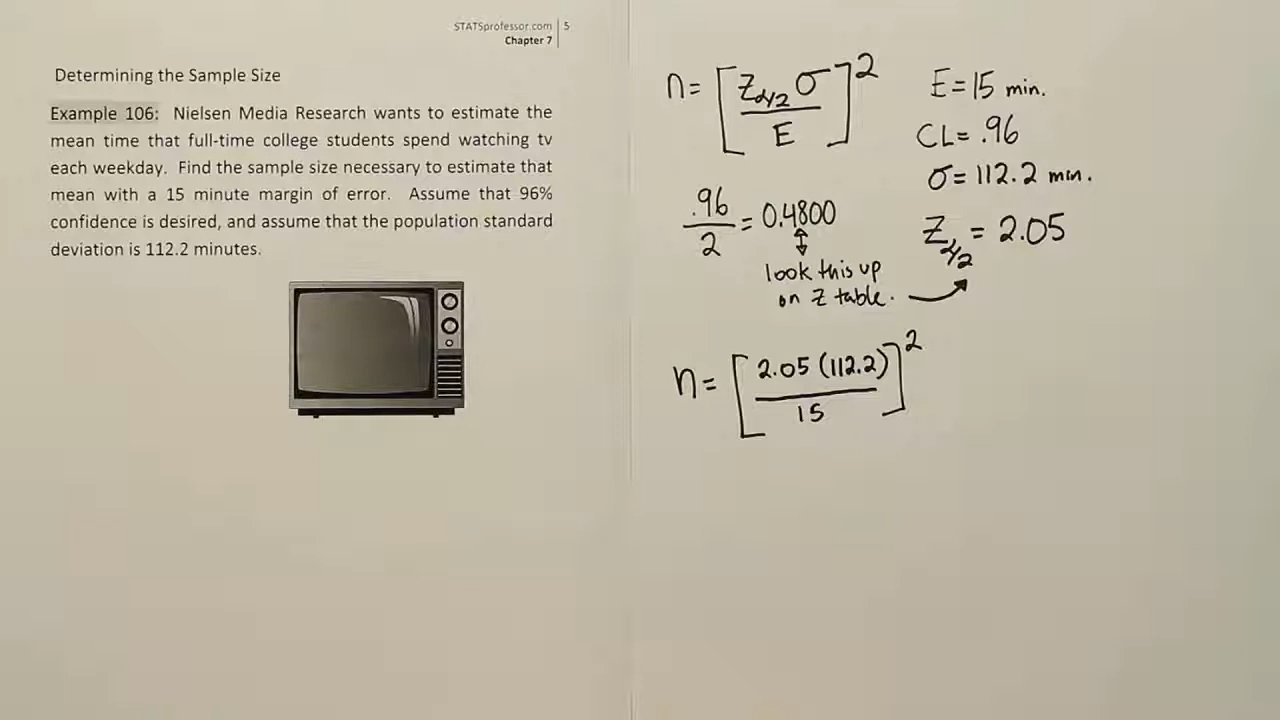 STATSprofessor.com 5
Chapter 7
Determining the Sample Size
Example 106: Nielsen Media Research wants to estimate the
mean time that full-time college students spend watching tv
each weekday. Find the sample size necessary to estimate that
mean with a 15 minute margin of error. Assume that 96%
confidence is desired, and assume that the population standard
deviation is 112.2 minutes.
n = [Zα/2 σ / E]²
E = 15 min.
CL = .96
σ = 112.2 min.
.96 / 2 = 0.4800
look this up
on Z table.
Zα/2 = 2.05
n = [2.05 (112.2) / 15]²